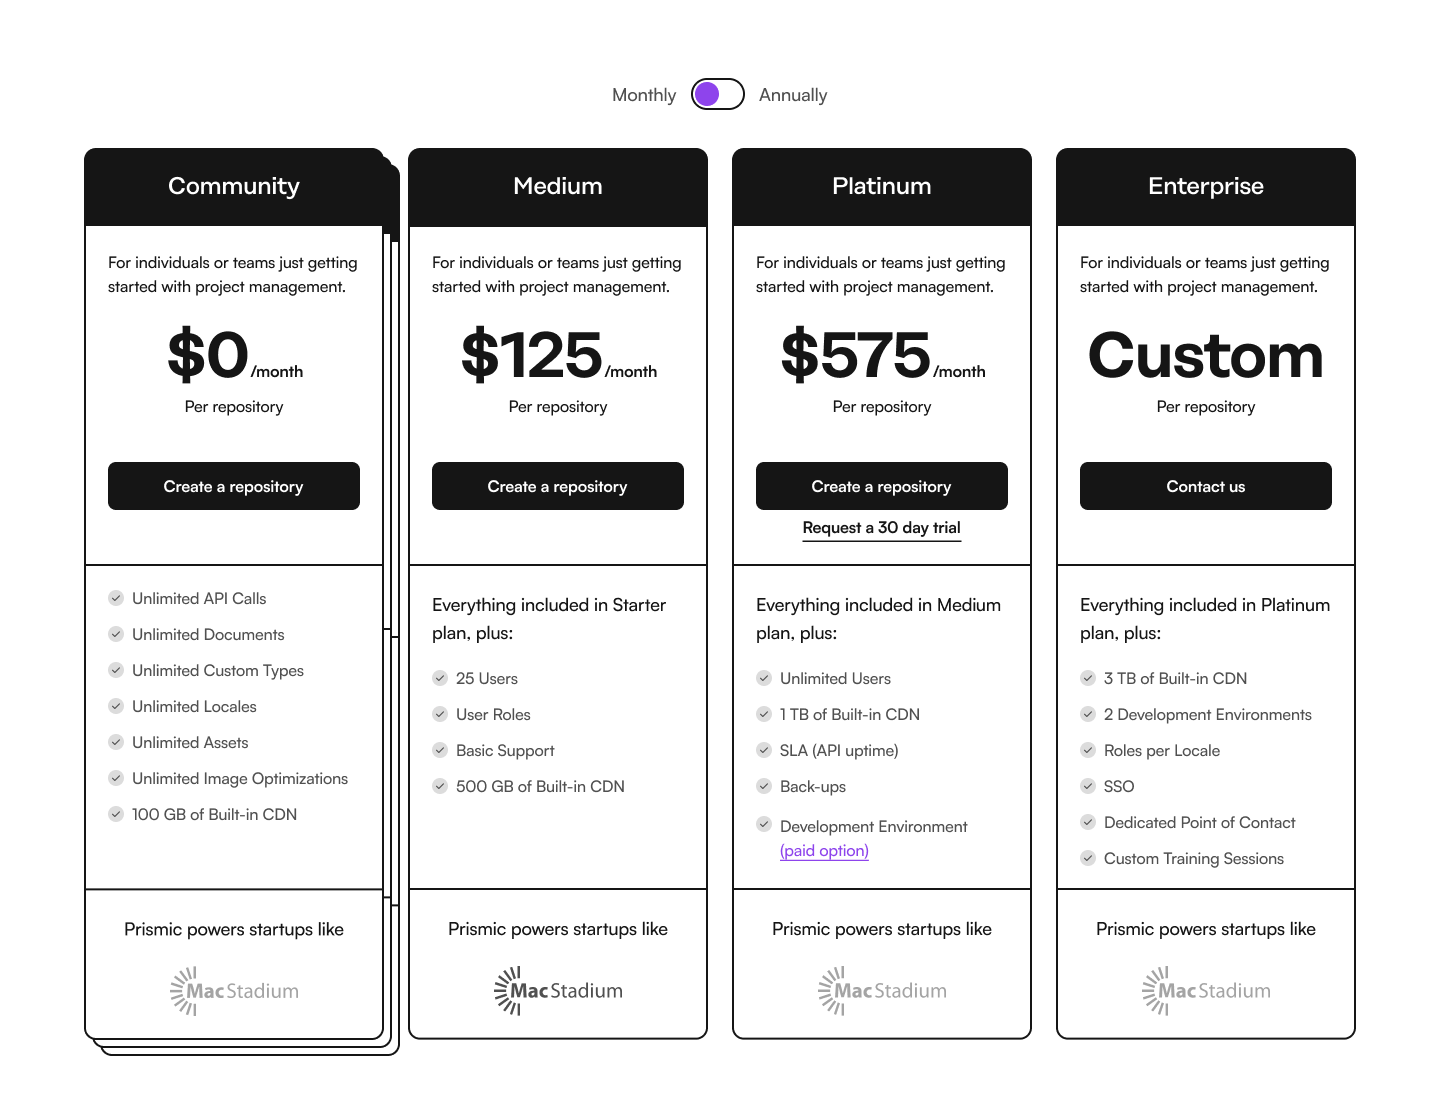 Monthly
Annually
Community
For individuals or teams just getting
started with project management.
$0/month
Per repository
Create a repository
Unlimited API Calls
Unlimited Documents
Unlimited Custom Types
Unlimited Locales
Unlimited Assets
Unlimited Image Optimizations
100 GB of Built-in CDN
Prismic powers startups like
MacStadium
Medium
For individuals or teams just getting
started with project management.
$125/month
Per repository
Create a repository
Everything included in Starter
plan, plus:
25 Users
User Roles
Basic Support
500 GB of Built-in CDN
Prismic powers startups like
MacStadium
Platinum
For individuals or teams just getting
started with project management.
$575/month
Per repository
Create a repository
Request a 30 day trial
Everything included in Medium
plan, plus:
Unlimited Users
1 TB of Built-in CDN
SLA (API uptime)
Back-ups
Development Environment
(paid option)
Prismic powers startups like
MacStadium
Enterprise
For individuals or teams just getting
started with project management.
Custom
Per repository
Contact us
Everything included in Platinum
plan, plus:
3 TB of Built-in CDN
2 Development Environments
Roles per Locale
SSO
Dedicated Point of Contact
Custom Training Sessions
Prismic powers startups like
MacStadium